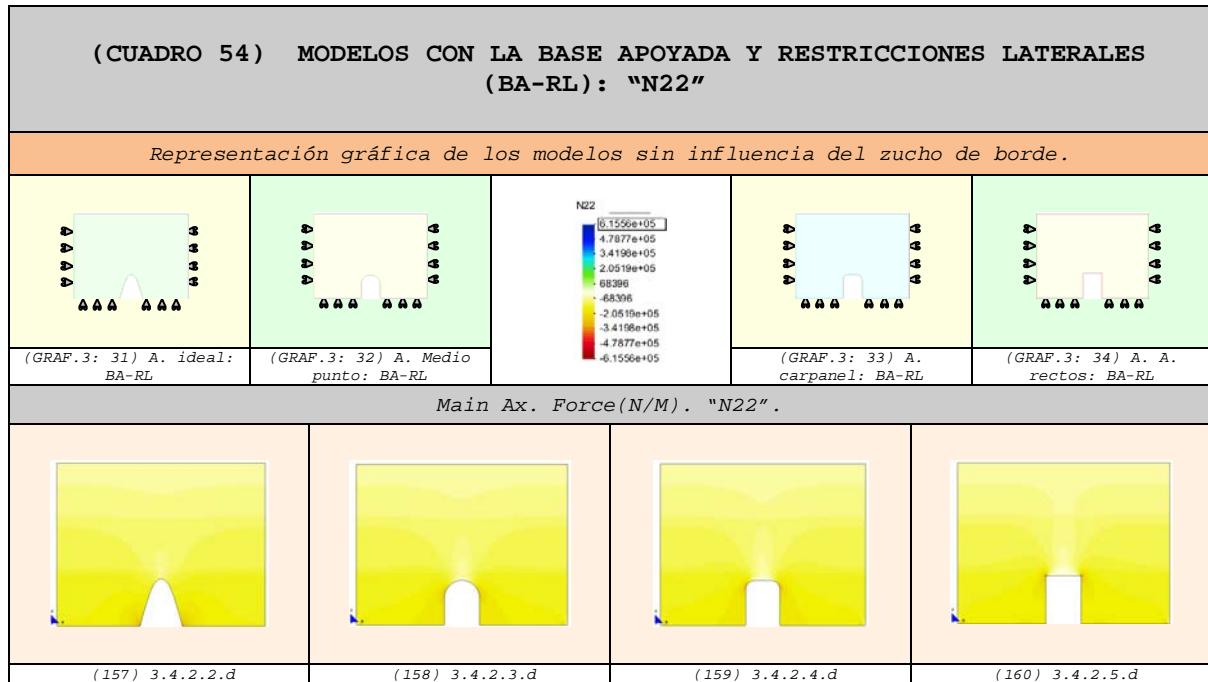 (CUADRO 54)  MODELOS CON LA BASE APOYADA Y RESTRICCIONES LATERALES
(BA-RL): “N22”
Representación gráfica de los modelos sin influencia del zucho de borde.
N22
6.1556e+05
4.7877e+05
3.4198e+05
2.0519e+05
68396
-68396
-2.0519e+05
-3.4198e+05
-4.7877e+05
-6.1556e+05
(GRAF.3: 31) A. ideal:
BA-RL
(GRAF.3: 32) A. Medio
punto: BA-RL
(GRAF.3: 33) A.
carpanel: BA-RL
(GRAF.3: 34) A. A.
rectos: BA-RL
Main Ax. Force(N/M). “N22”.
(157) 3.4.2.2.d
(158) 3.4.2.3.d
(159) 3.4.2.4.d
(160) 3.4.2.5.d